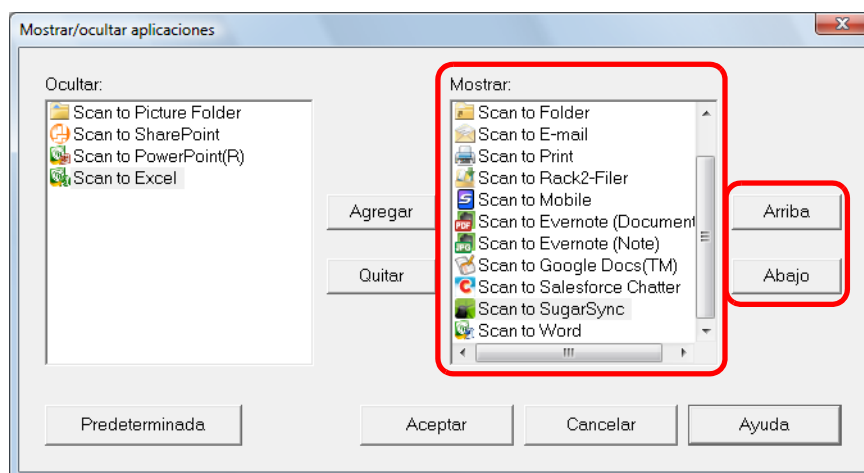 Mostrar/ocultar aplicaciones
Ocultar:
Scan to Picture Folder
Scan to SharePoint
Scan to PowerPoint(R)
Scan to Excel
Agregar
Quitar
Mostrar:
Scan to Folder
Scan to E-mail
Scan to Print
Scan to Rack2-Filer
Scan to Mobile
Scan to Evernote (Document
Scan to Evernote (Note)
Scan to Google Docs(TM)
Scan to Salesforce Chatter
Scan to SugarSync
Scan to Word
Arriba
Abajo
Predeterminada
Aceptar
Cancelar
Ayuda